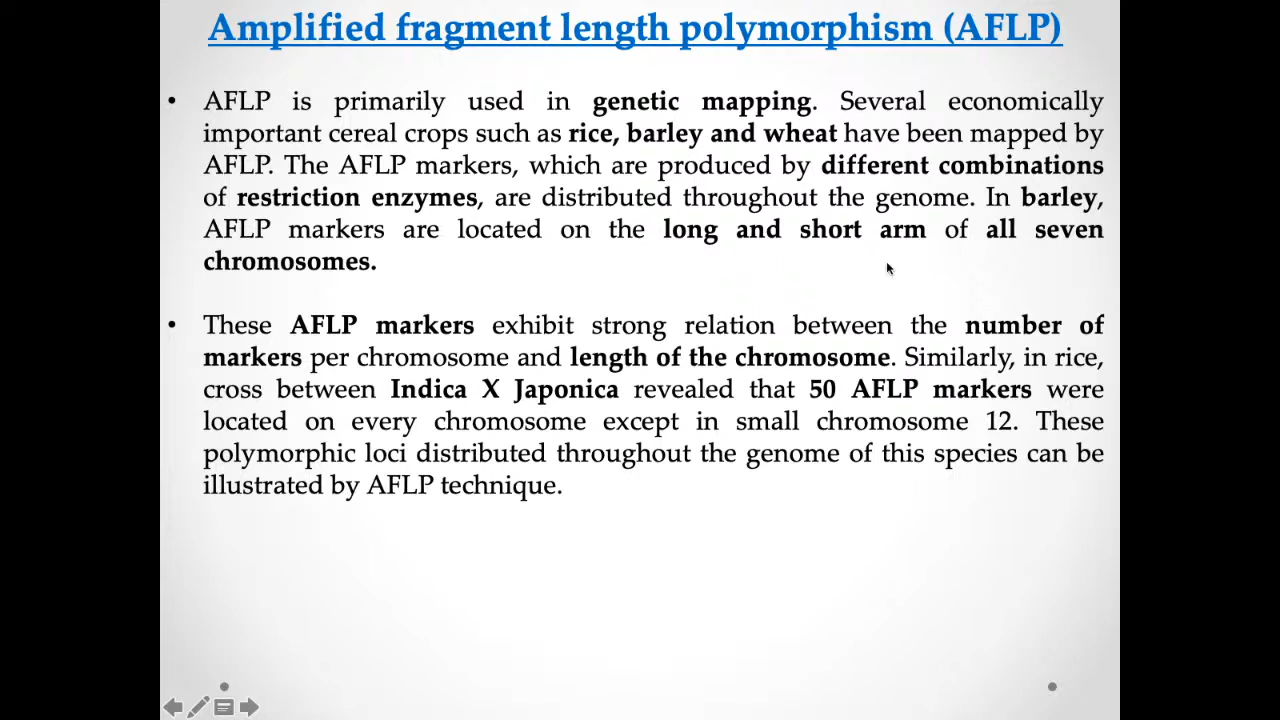 Amplified fragment length polymorphism (AFLP)
• AFLP is primarily used in genetic mapping. Several economically
important cereal crops such as rice, barley and wheat have been mapped by
AFLP. The AFLP markers, which are produced by different combinations
of restriction enzymes, are distributed throughout the genome. In barley,
AFLP markers are located on the long and short arm of all seven
chromosomes.
• These AFLP markers exhibit strong relation between the number of
markers per chromosome and length of the chromosome. Similarly, in rice,
cross between Indica X Japonica revealed that 50 AFLP markers were
located on every chromosome except in small chromosome 12. These
polymorphic loci distributed throughout the genome of this species can be
illustrated by AFLP technique.